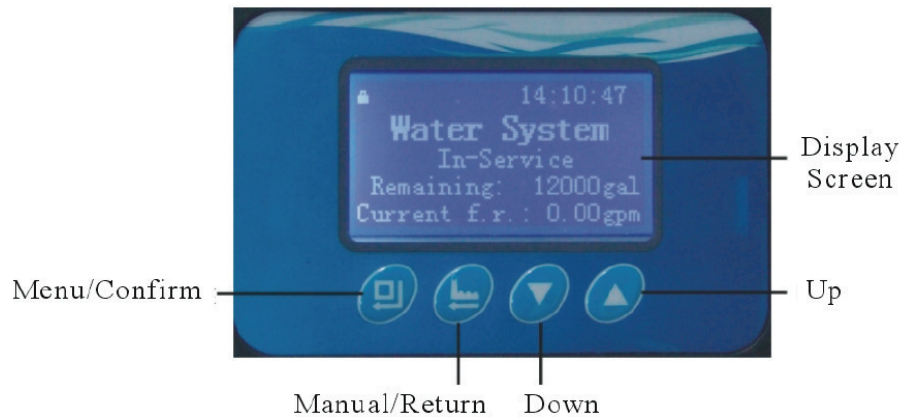 14:10:47
Water System
In-Service
Remaining: 12000gal
Current f.r.: 0.00gpm
Display
Screen
Menu/Confirm
Up
Manual/Return
Down